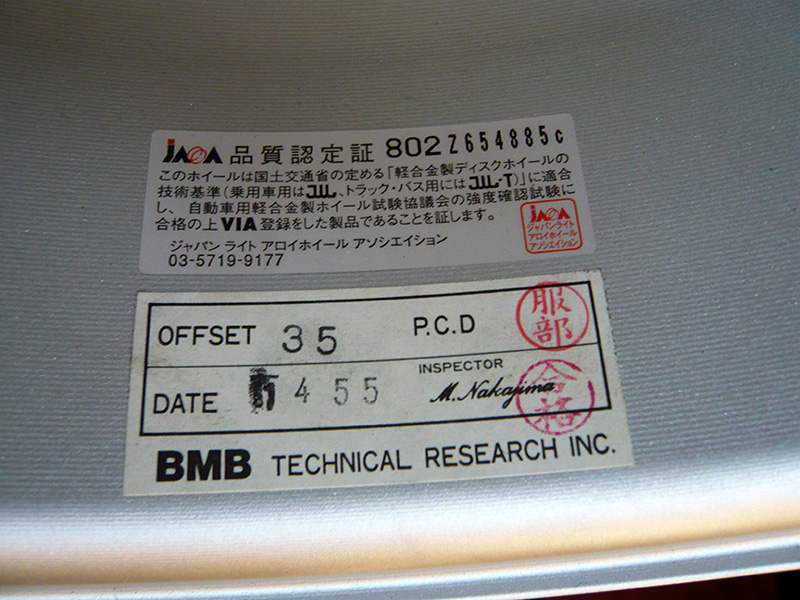 JAWA 品質認定証 802Z654885c
このホイールは国土交通省の定める「軽合金製ディスクホイールの
技術基準（乗用車用はJWL、トラック・バス用にはJWL-T）」に適合
し、自動車用軽合金製ホイール試験協議会の強度確認試験に
合格の上VIA登録をした製品であることを証します。
ジャパン ライト アロイホイール アソシエイション
03-5719-9177
JAWA
ジャパンライト
アロイホイール
アソシエイション
OFFSET 35 P.C.D
服部
DATE 455
INSPECTOR
M. Nakajima
合格
BMB TECHNICAL RESEARCH INC.